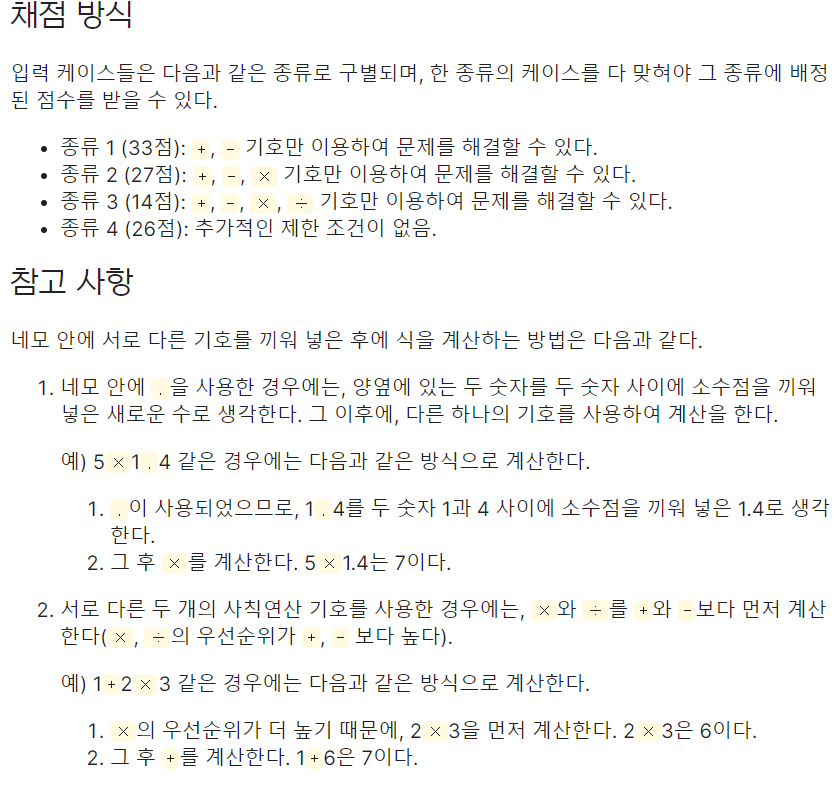 채점 방식
입력 케이스들은 다음과 같은 종류로 구별되며, 한 종류의 케이스를 다 맞혀야 그 종류에 배정
된 점수를 받을 수 있다.
• 종류 1 (33점): +, - 기호만 이용하여 문제를 해결할 수 있다.
• 종류 2 (27점): +, -, × 기호만 이용하여 문제를 해결할 수 있다.
• 종류 3 (14점): +, -, ×, ÷ 기호만 이용하여 문제를 해결할 수 있다.
• 종류 4 (26점): 추가적인 제한 조건이 없음.
참고 사항
네모 안에 서로 다른 기호를 끼워 넣은 후에 식을 계산하는 방법은 다음과 같다.
1. 네모 안에 .을 사용한 경우에는, 양옆에 있는 두 숫자를 두 숫자 사이에 소수점을 끼워
넣은 새로운 수로 생각한다. 그 이후에, 다른 하나의 기호를 사용하여 계산을 한다.
예) 5×1.4 같은 경우에는 다음과 같은 방식으로 계산한다.
1. .이 사용되었으므로, 1.4를 두 숫자 1과 4 사이에 소수점을 끼워 넣은 1.4로 생각
한다.
2. 그 후 ×를 계산한다. 5×1.4는 7이다.
2. 서로 다른 두 개의 사칙연산 기호를 사용한 경우에는, ×와 ÷를 +와 -보다 먼저 계산
한다(×, ÷의 우선순위가 +, - 보다 높다).
예) 1+2×3 같은 경우에는 다음과 같은 방식으로 계산한다.
1. ×의 우선순위가 더 높기 때문에, 2×3을 먼저 계산한다. 2×3은 6이다.
2. 그 후 +를 계산한다. 1+6은 7이다.